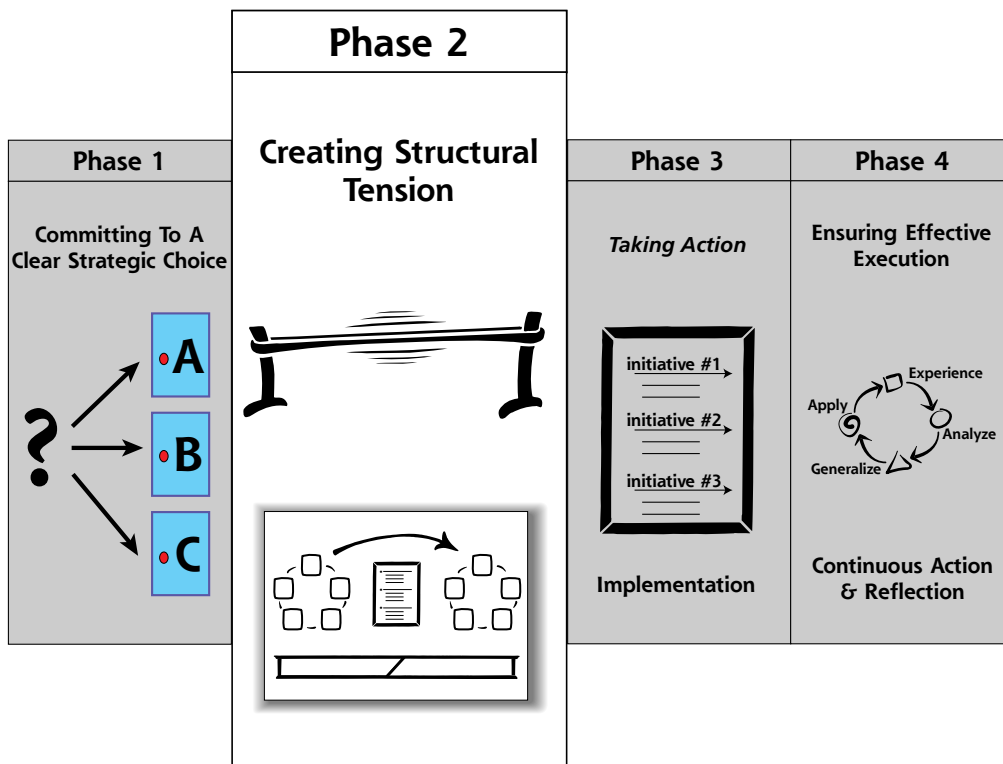 Phase 1
Committing To A
Clear Strategic Choice
?
A
B
C
Phase 2
Creating Structural
Tension
Phase 3
Taking Action
initiative #1
initiative #2
initiative #3
Implementation
Phase 4
Ensuring Effective
Execution
Experience
Apply
Analyze
Generalize
Continuous Action
& Reflection